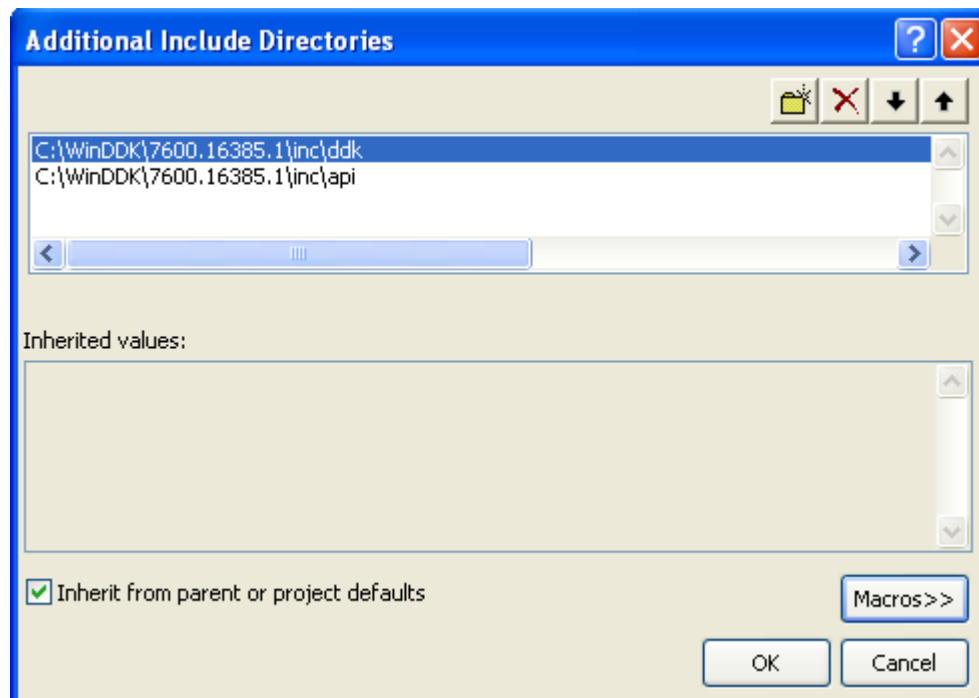 Additional Include Directories
C:\WinDDK\7600.16385.1\inc\ddk
C:\WinDDK\7600.16385.1\inc\api
Inherited values:
Inherit from parent or project defaults
Macros>>
OK
Cancel